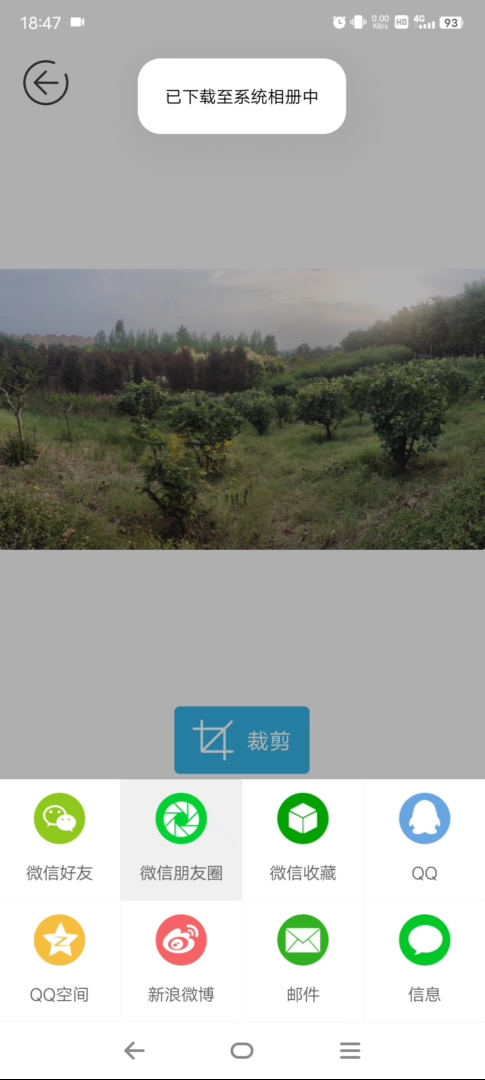 18:47
0.00
KB/s
HD
4G
93
已下载至系统相册中
裁剪
微信好友
微信朋友圈
微信收藏
QQ
QQ空间
新浪微博
邮件
信息